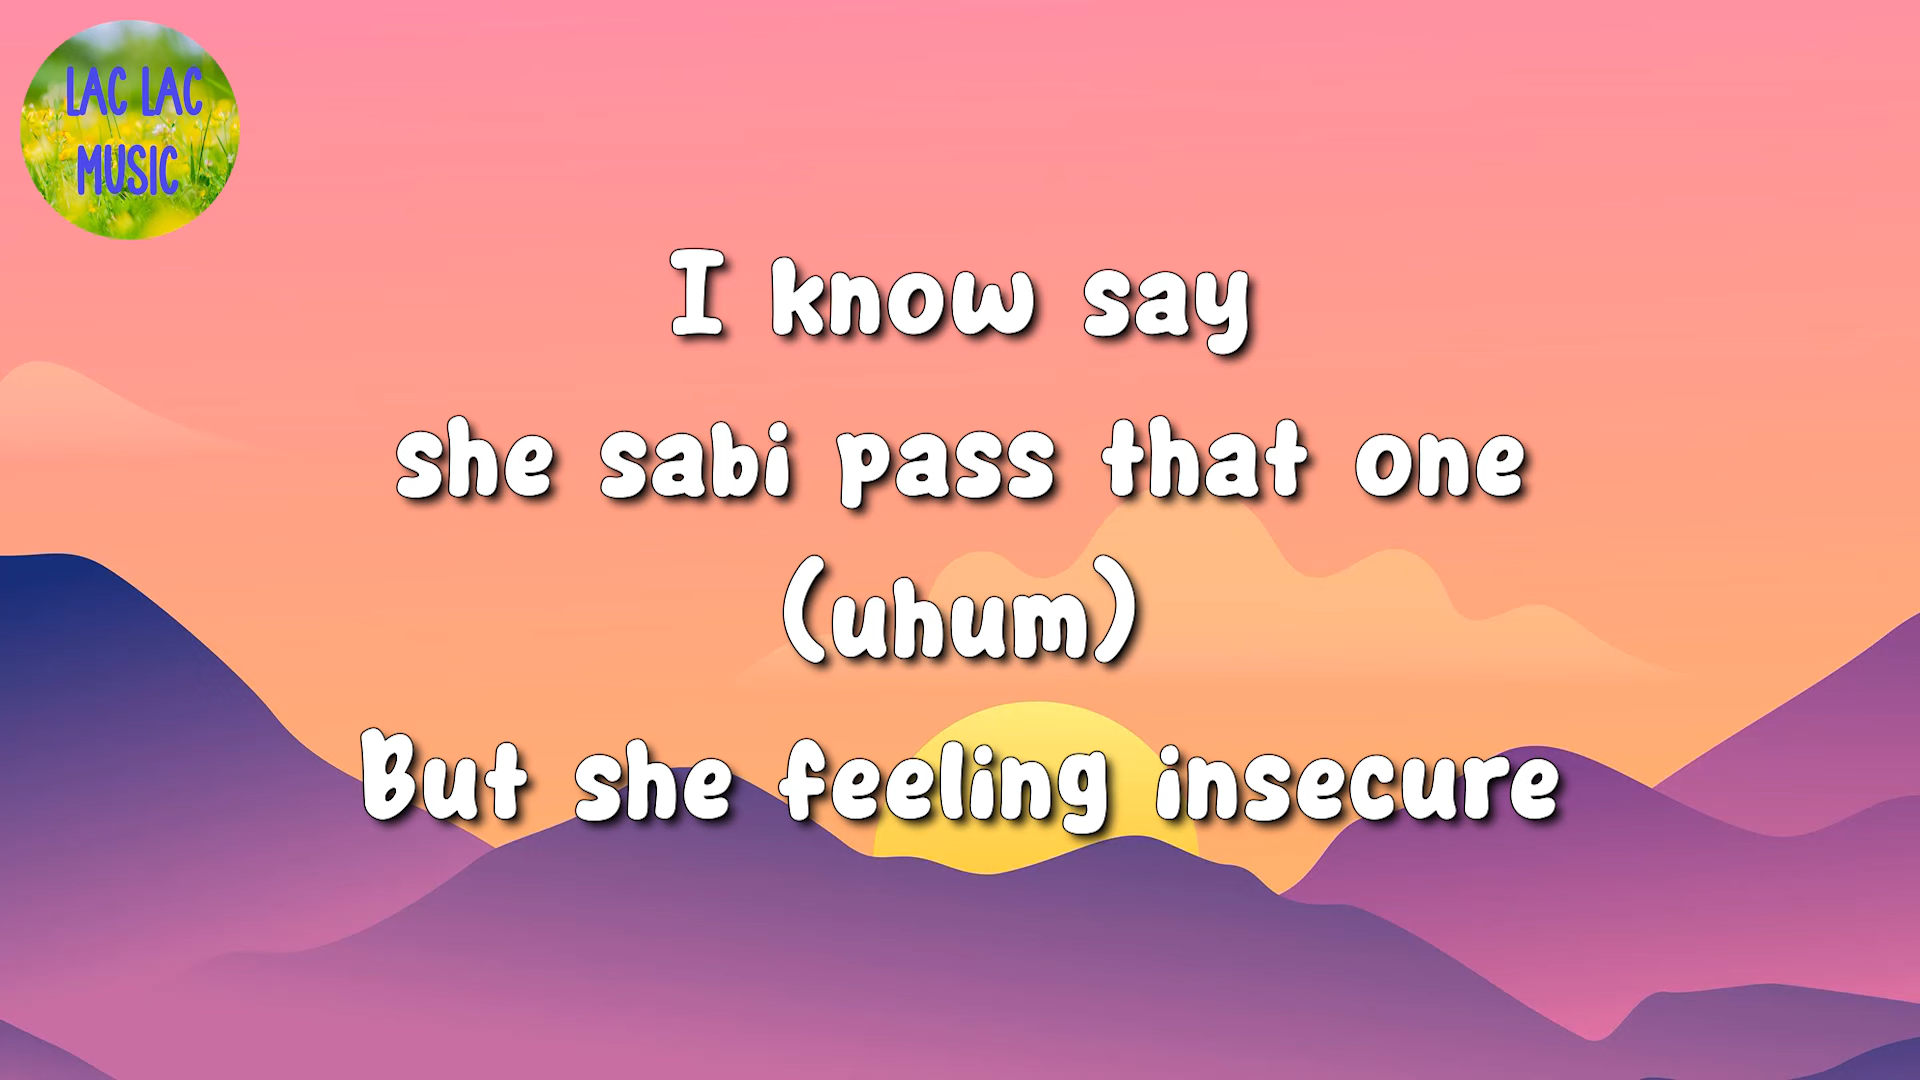 LAC LAC
MUSIC
I know say
she sabi pass that one
(uhum)
But she feeling insecure